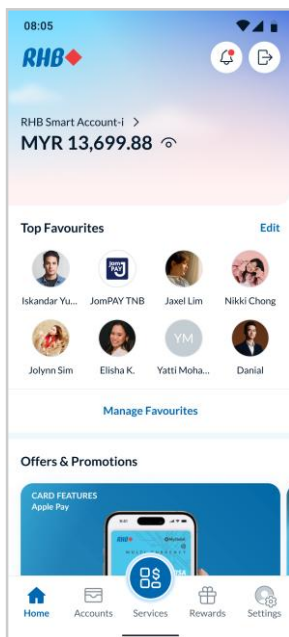 08:05
RHB
RHB Smart Account-i >
MYR 13,699.88
Top Favourites Edit
Iskandar Yu... JomPAY TNB Jaxel Lim Nikki Chong
Jolynn Sim Elisha K. Yatti Moha... Danial
YM
Manage Favourites
Offers & Promotions
CARD FEATURES
Apple Pay
RHB
Home Accounts Services Rewards Settings